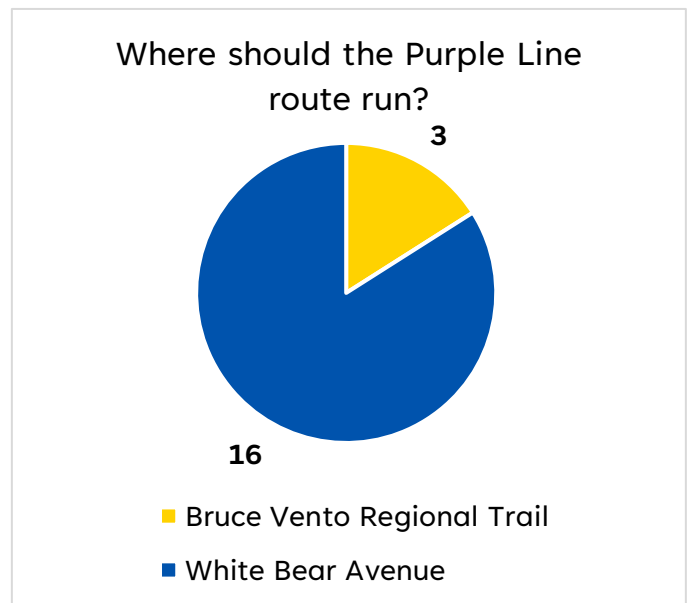 Where should the Purple Line
route run?
3
16
Bruce Vento Regional Trail
White Bear Avenue